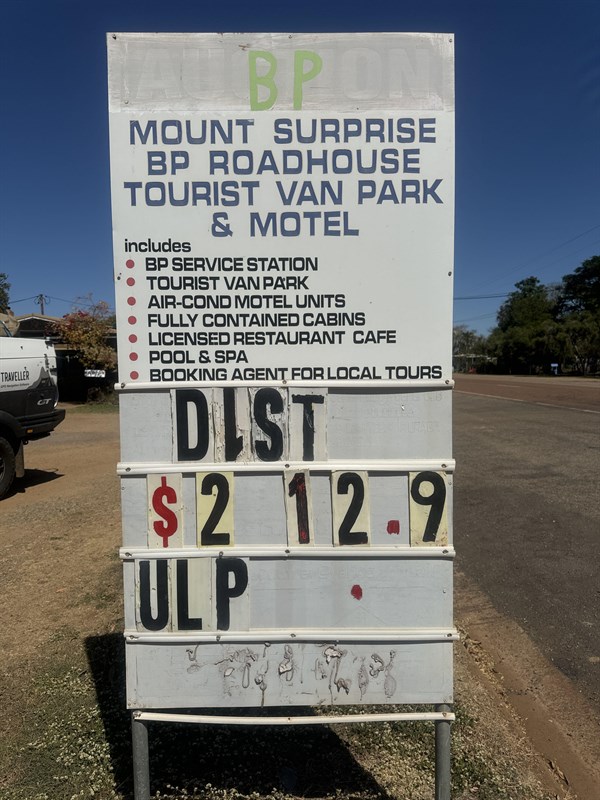 BP
MOUNT SURPRISE
BP ROADHOUSE
TOURIST VAN PARK
& MOTEL
includes
• BP SERVICE STATION
• TOURIST VAN PARK
• AIR-COND MOTEL UNITS
• FULLY CONTAINED CABINS
• LICENSED RESTAURANT CAFE
• POOL & SPA
• BOOKING AGENT FOR LOCAL TOURS
DIST
$2 12.9
ULP .
TRAVELLER